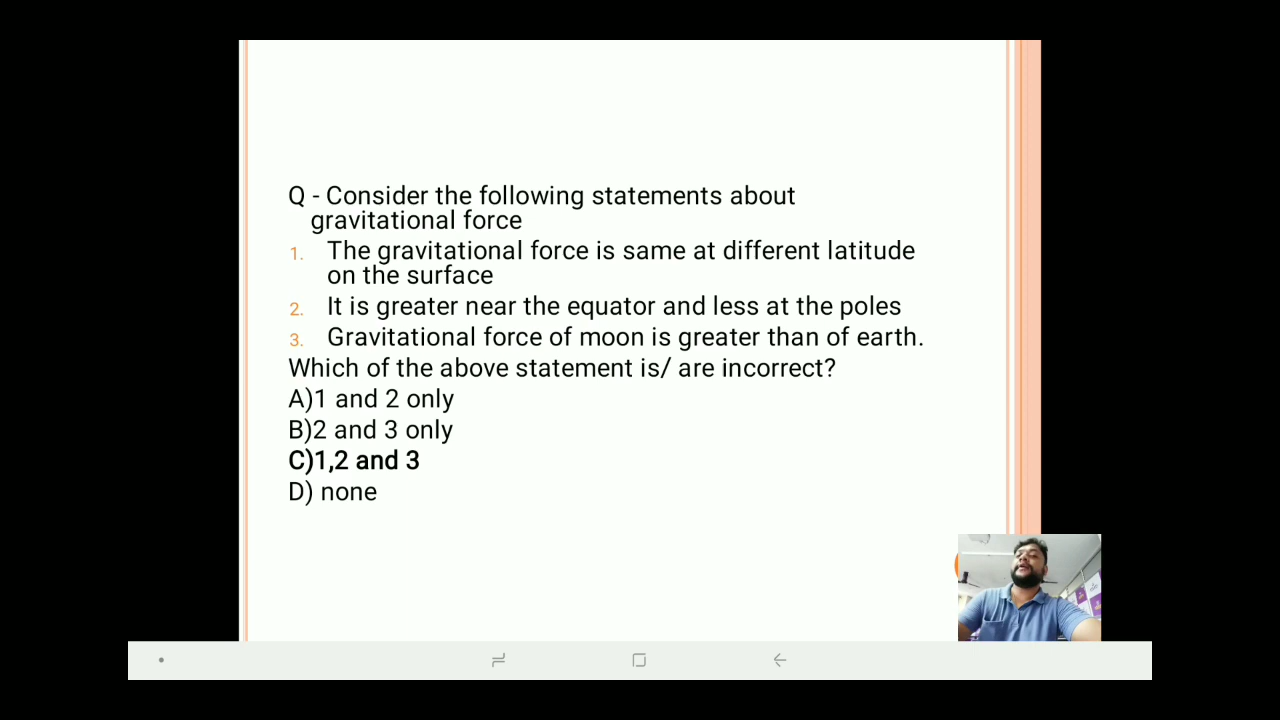 Q - Consider the following statements about
gravitational force
1. The gravitational force is same at different latitude
on the surface
2. It is greater near the equator and less at the poles
3. Gravitational force of moon is greater than of earth.
Which of the above statement is/ are incorrect?
A)1 and 2 only
B)2 and 3 only
C)1,2 and 3
D) none